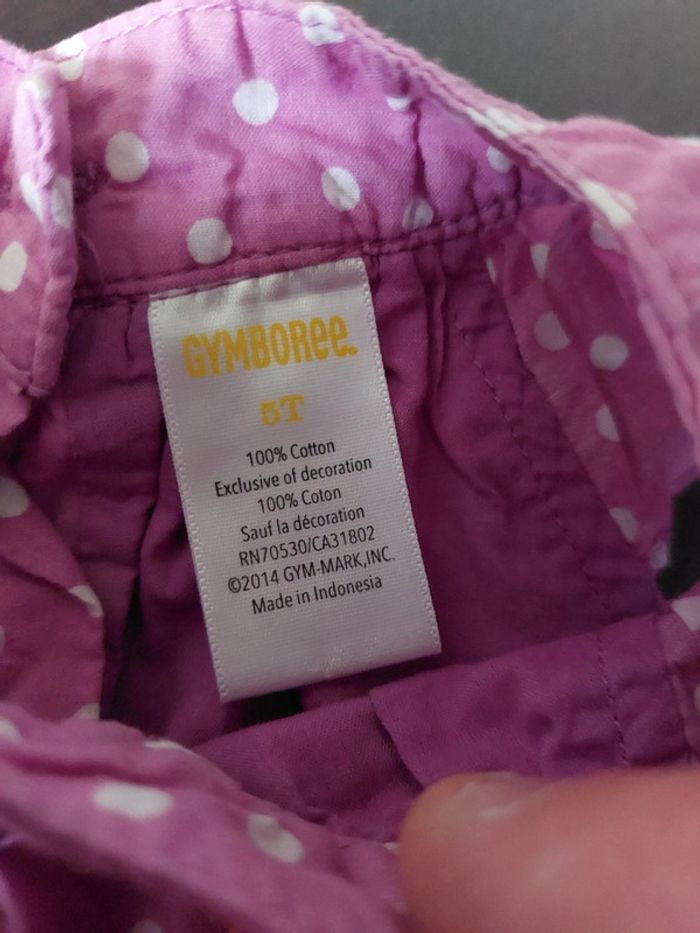 GYMBORee.
5T
100% Cotton
Exclusive of decoration
100% Coton
Sauf la décoration
RN70530/CA31802
©2014 GYM-MARK,INC.
Made in Indonesia